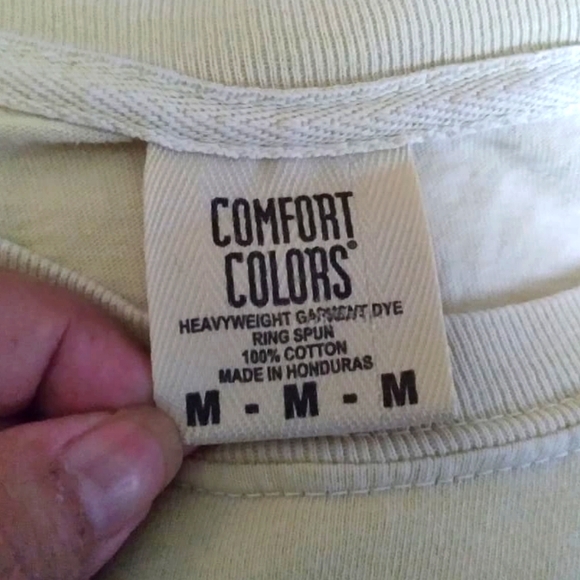 COMFORT
COLORS®
HEAVYWEIGHT GARMENT DYE
RING SPUN
100% COTTON
MADE IN HONDURAS
M - M - M